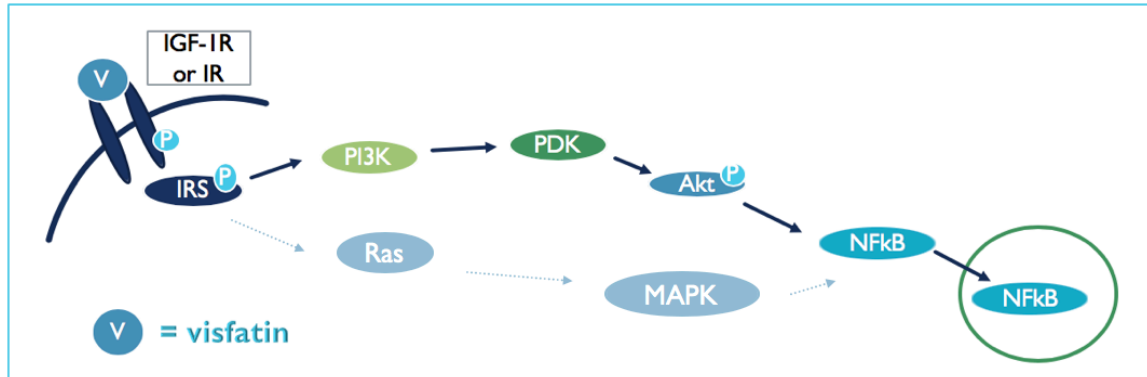 IGF-1R
or IR
V
P
IRS
P
PI3K
PDK
Akt
P
Ras
MAPK
NFkB
NFkB
V = visfatin